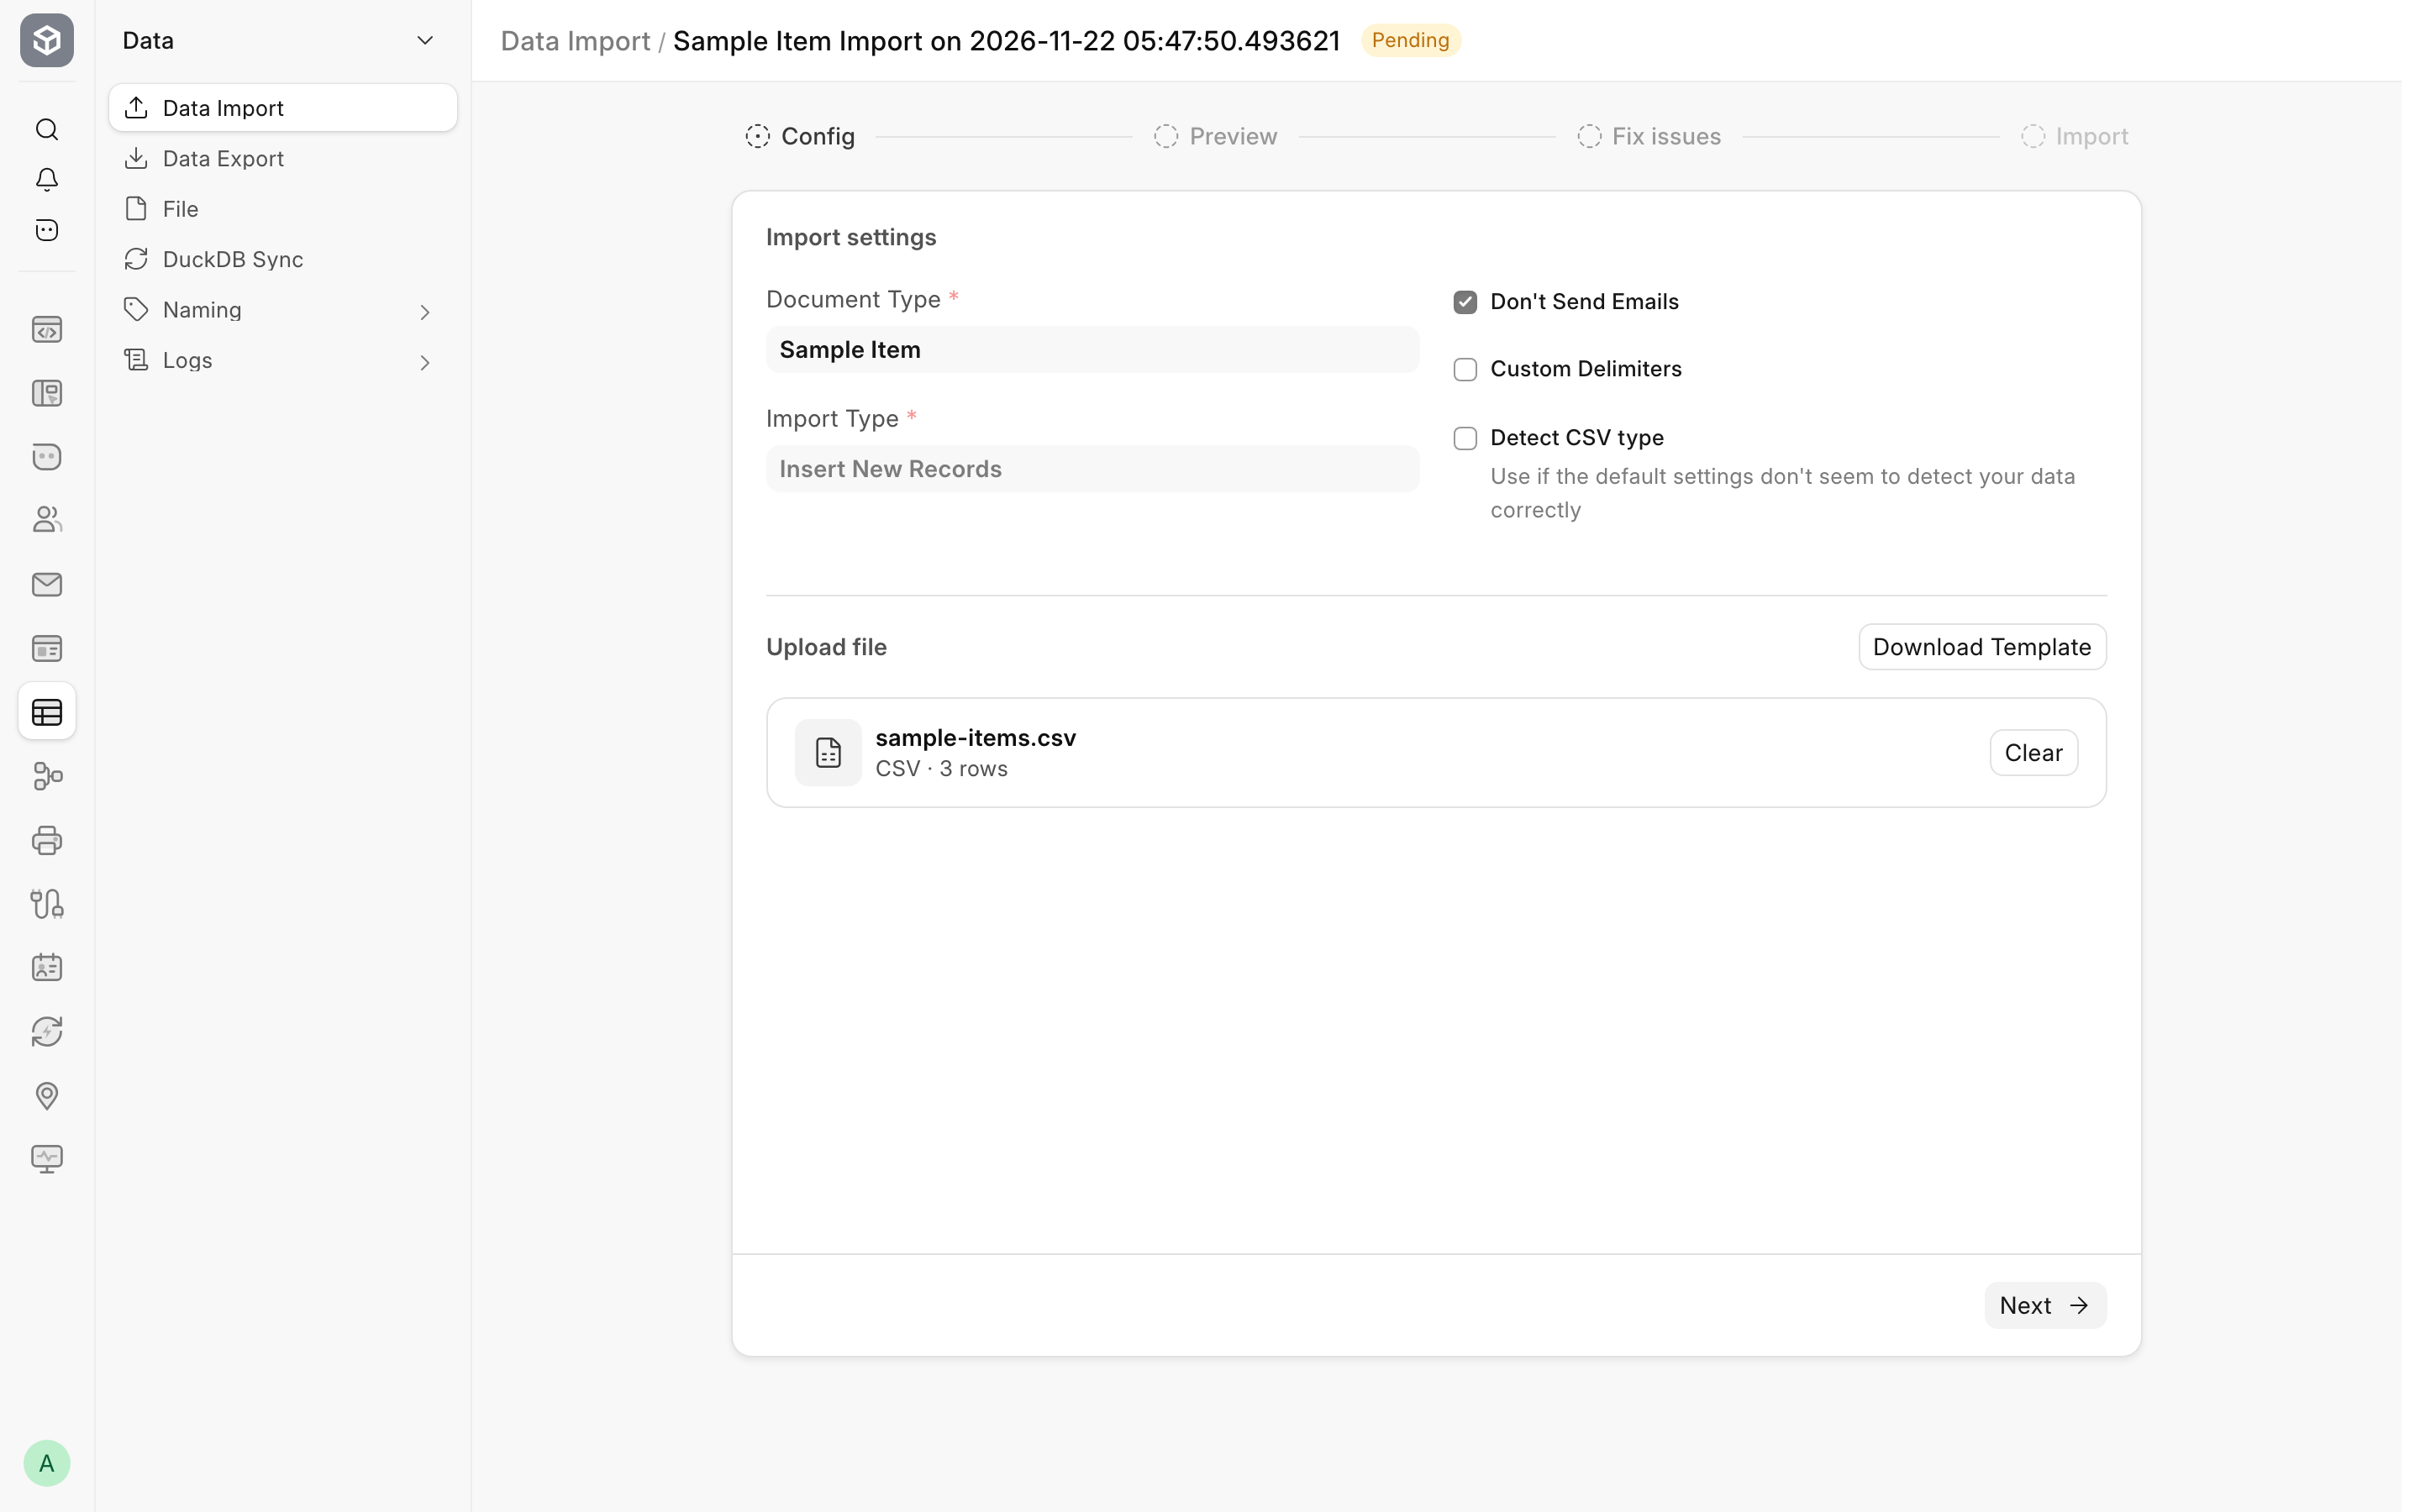 Data
Data Import
Data Export
File
DuckDB Sync
Naming
Logs
A
Data Import / Sample Item Import on 2026-11-22 05:47:50.493621 Pending
Config Preview Fix issues Import
Import settings
Document Type *
Sample Item
Import Type *
Insert New Records
Don't Send Emails
Custom Delimiters
Detect CSV type
Use if the default settings don't seem to detect your data
correctly
Upload file
Download Template
sample-items.csv
CSV · 3 rows
Clear
Next